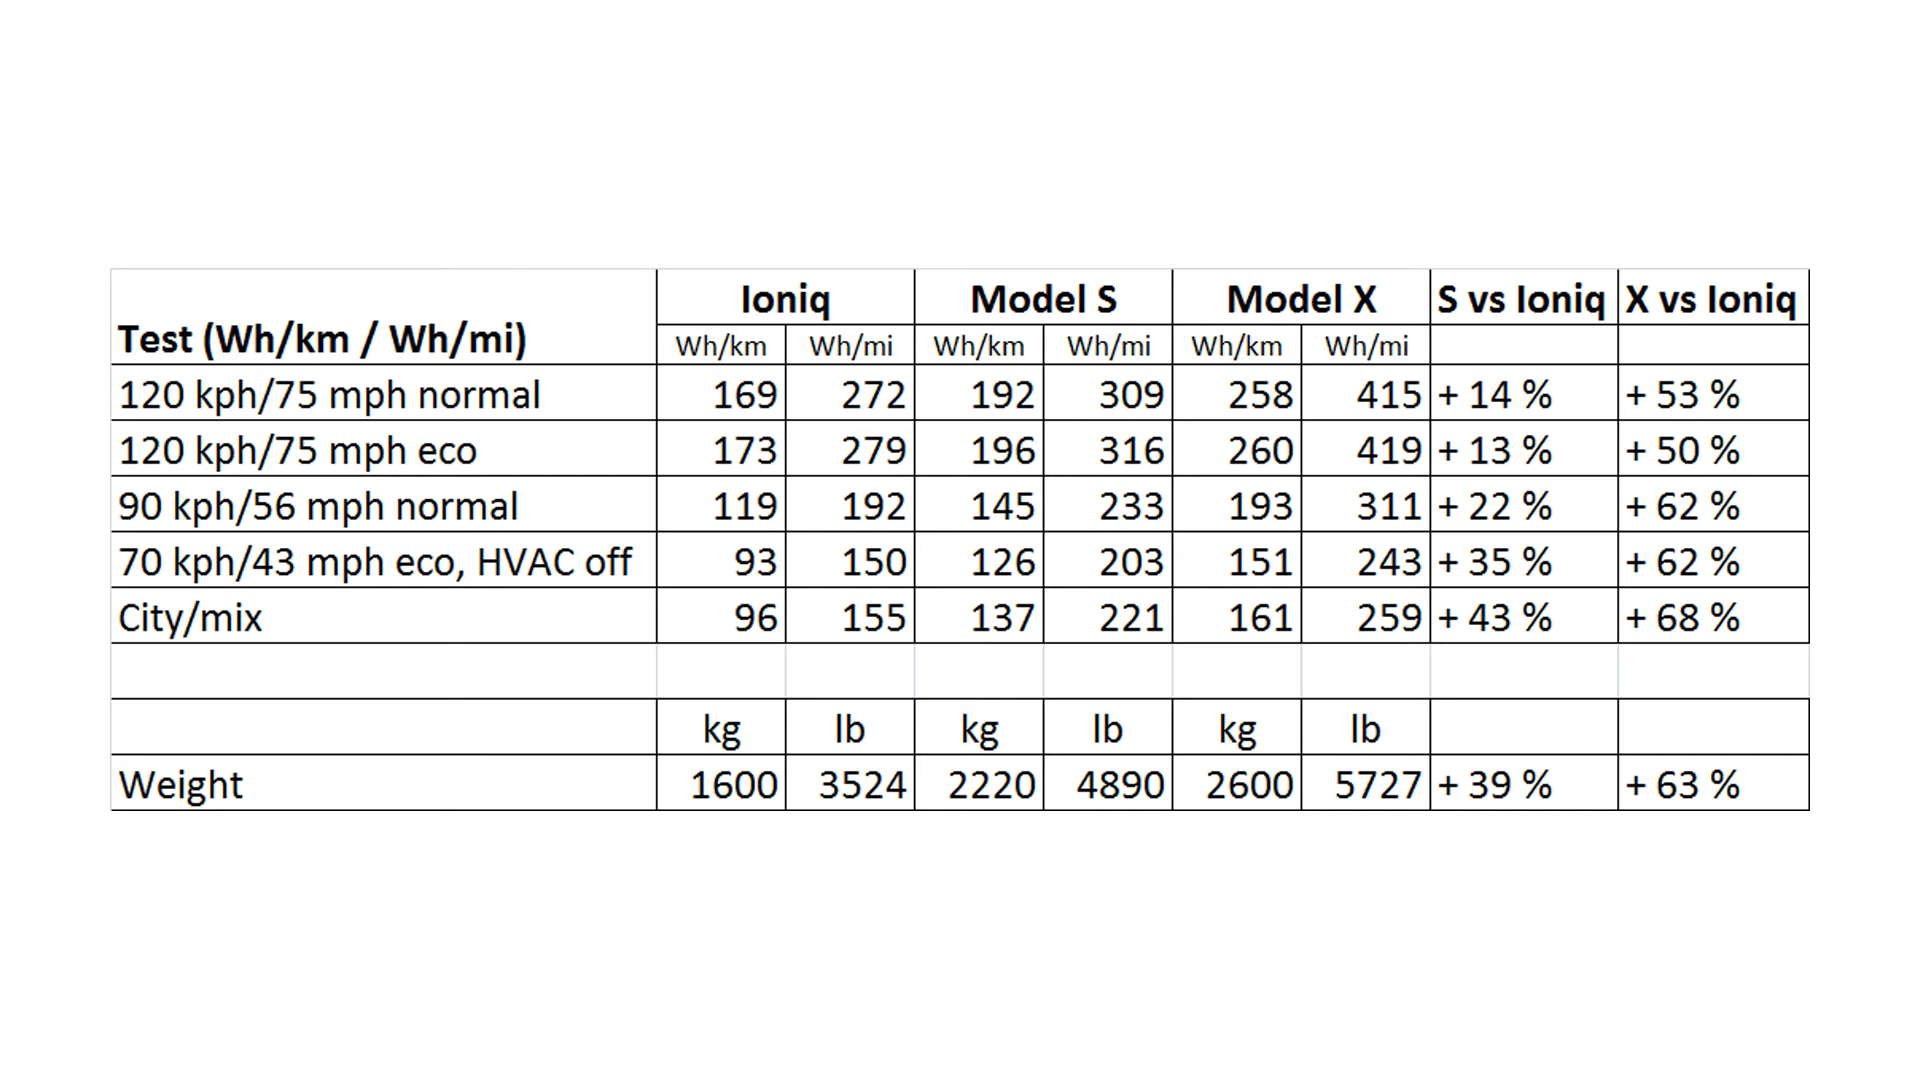 Ioniq Model S Model X S vs Ioniq X vs Ioniq
Test (Wh/km / Wh/mi) Wh/km Wh/mi Wh/km Wh/mi Wh/km Wh/mi
120 kph/75 mph normal 169 272 192 309 258 415 + 14 % + 53 %
120 kph/75 mph eco 173 279 196 316 260 419 + 13 % + 50 %
90 kph/56 mph normal 119 192 145 233 193 311 + 22 % + 62 %
70 kph/43 mph eco, HVAC off 93 150 126 203 151 243 + 35 % + 62 %
City/mix 96 155 137 221 161 259 + 43 % + 68 %
kg lb kg lb kg lb
Weight 1600 3524 2220 4890 2600 5727 + 39 % + 63 %